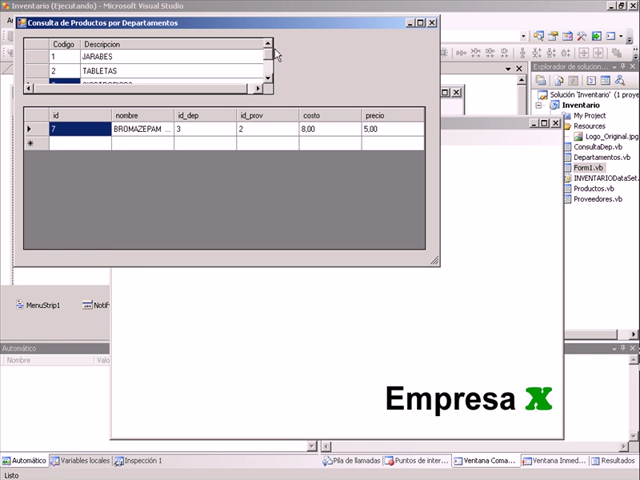 Inventario (Ejecutando) - Microsoft Visual Studio
Consulta de Productos por Departamentos
Codigo Descripcion
1 JARABES
2 TABLETAS
id nombre id_dep id_prov costo precio
7 BROMAZEPAM ... 3 2 8,00 5,00
Explorador de solucion...
Solución 'Inventario' (1 proye
Inventario
My Project
Resources
Logo_Original.jpg
ConsultaDep.vb
Departamentos.vb
Form1.vb
INVENTARIODataSet.
Productos.vb
Proveedores.vb
MenuStrip1
Notif
Automático
Nombre Valo
Empresa X
Automático Variables locales Inspección 1
Pila de llamadas Puntos de inter... Ventana Coma... Ventana Inmed... Resultados
Listo